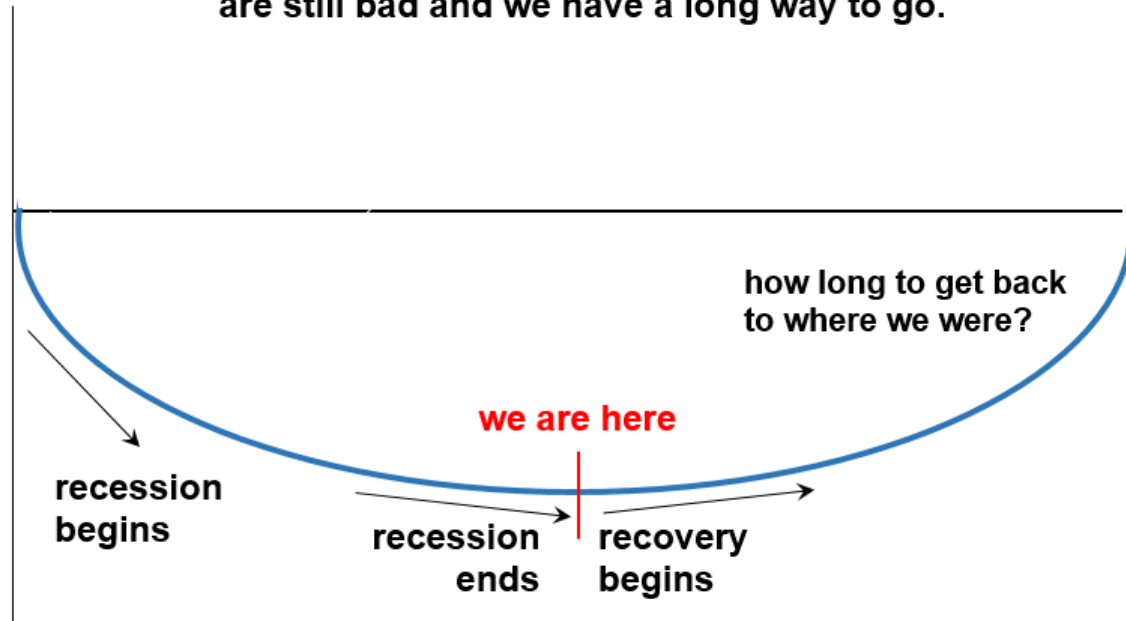 are still bad and we have a long way to go.
how long to get back
to where we were?
we are here
recession
begins
recession
ends
recovery
begins